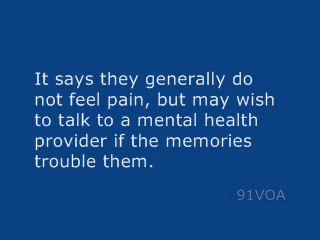 It says they generally do
not feel pain, but may wish
to talk to a mental health
provider if the memories
trouble them.
91VOA